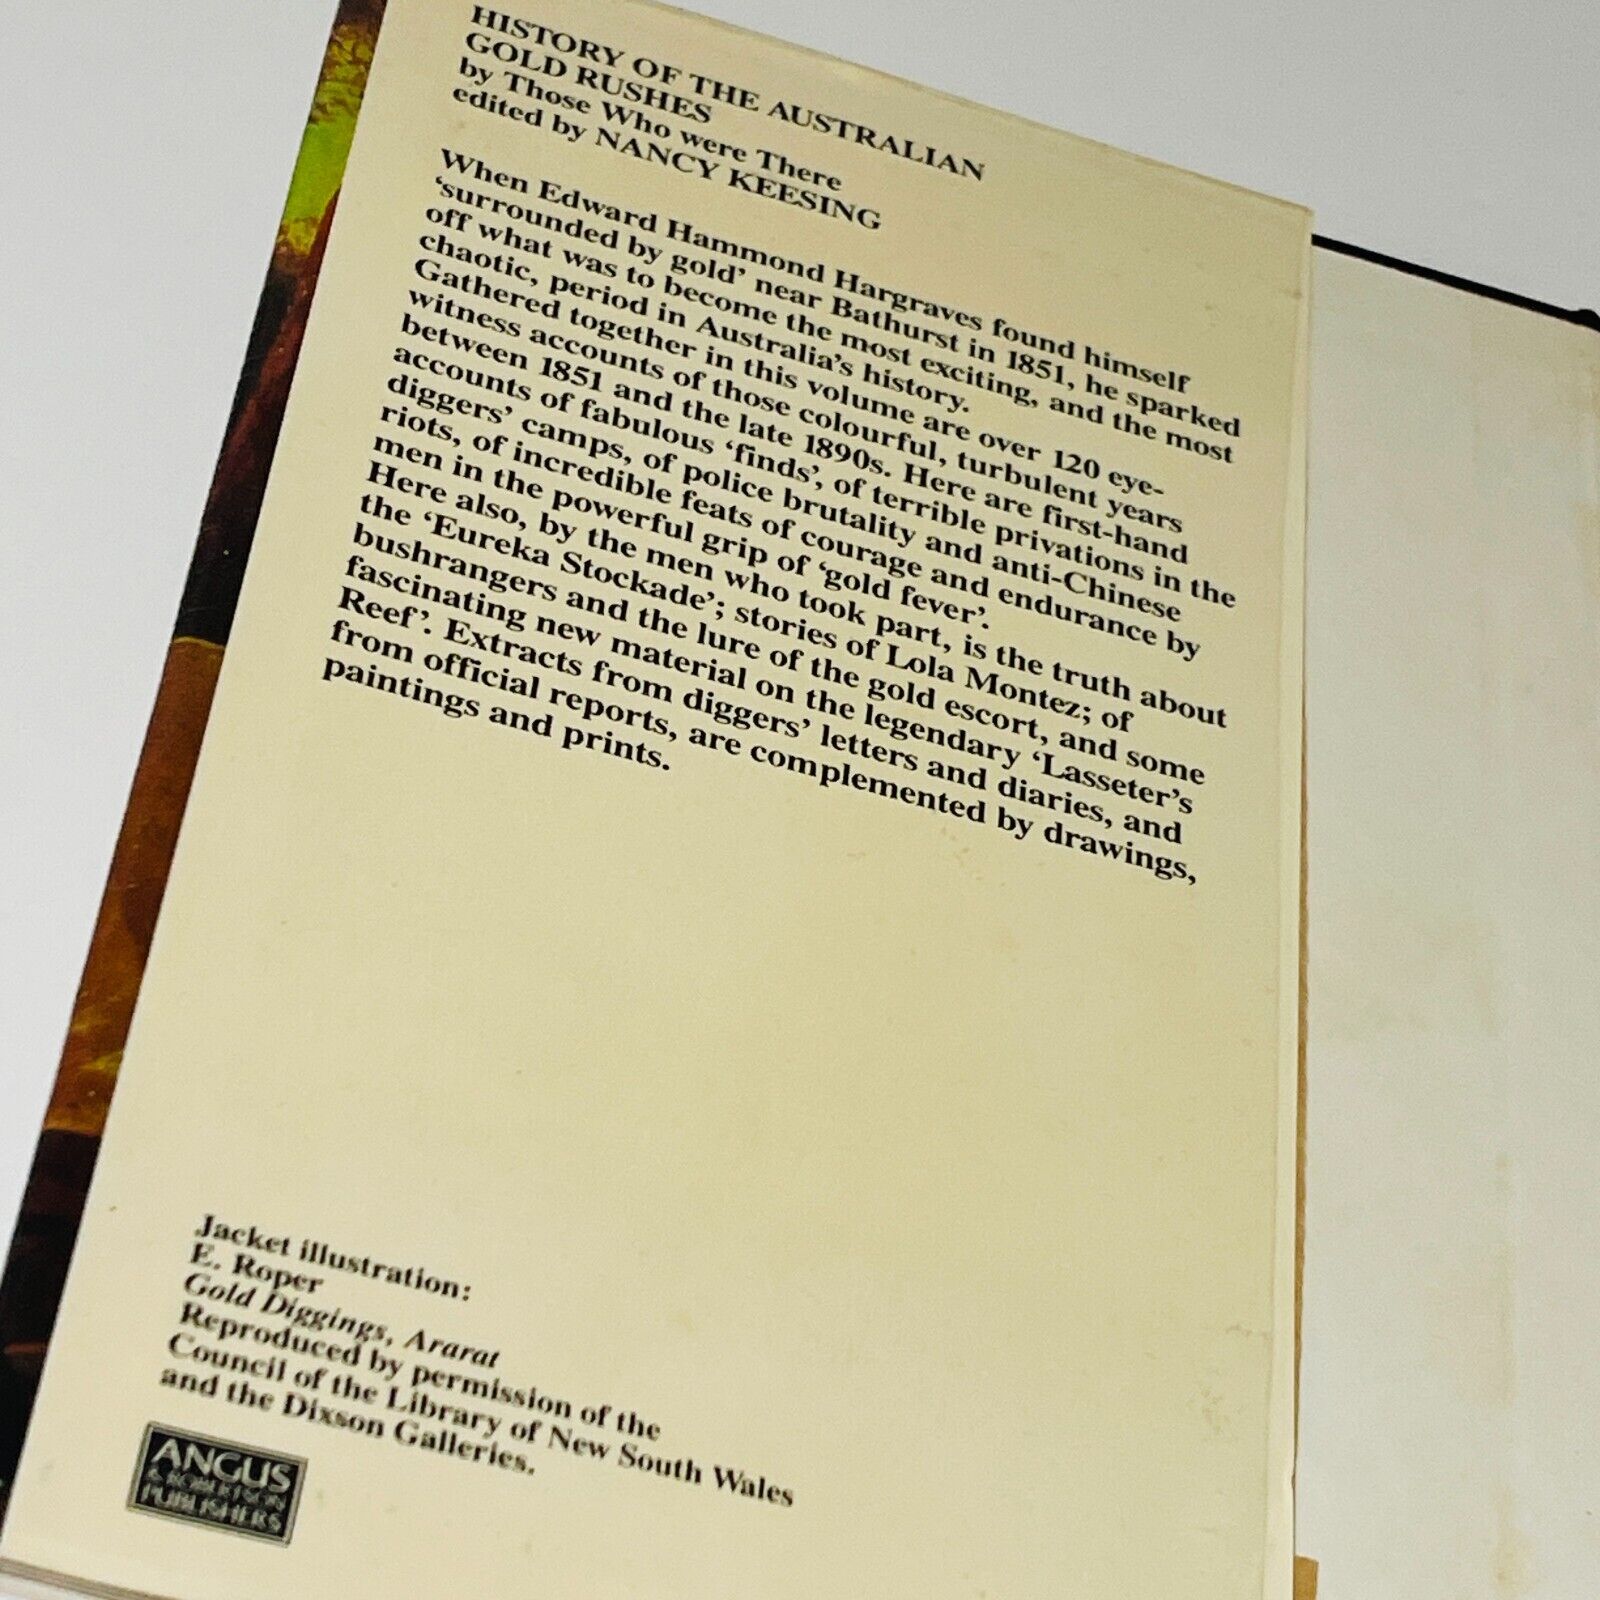 HISTORY OF THE AUSTRALIAN
GOLD RUSHES
by Those Who were There
edited by NANCY KEESING
When Edward Hammond Hargraves found himself
‘surrounded by gold’ near Bathurst in 1851, he sparked
off what was to become the most exciting, and the most
chaotic, period in Australia’s history.
Gathered together in this volume are over 120 eye-
witness accounts of those colourful, turbulent years
between 1851 and the late 1890s. Here are first-hand
accounts of fabulous ‘finds’, of terrible privations in the
diggers’ camps, of police brutality and anti-Chinese
riots, of incredible feats of courage and endurance by
men in the powerful grip of ‘gold fever’.
Here also, by the men who took part, is the truth about
the ‘Eureka Stockade’; stories of Lola Montez; of
bushrangers and the lure of the gold escort, and some
fascinating new material on the legendary ‘Lasseter’s
Reef’. Extracts from diggers’ letters and diaries, and
from official reports, are complemented by drawings,
paintings and prints.
Jacket illustration:
E. Roper
Gold Diggings, Ararat
Reproduced by permission of the
Council of the Library of New South Wales
and the Dixson Galleries.
ANGUS
& ROBERTSON
PUBLISHERS